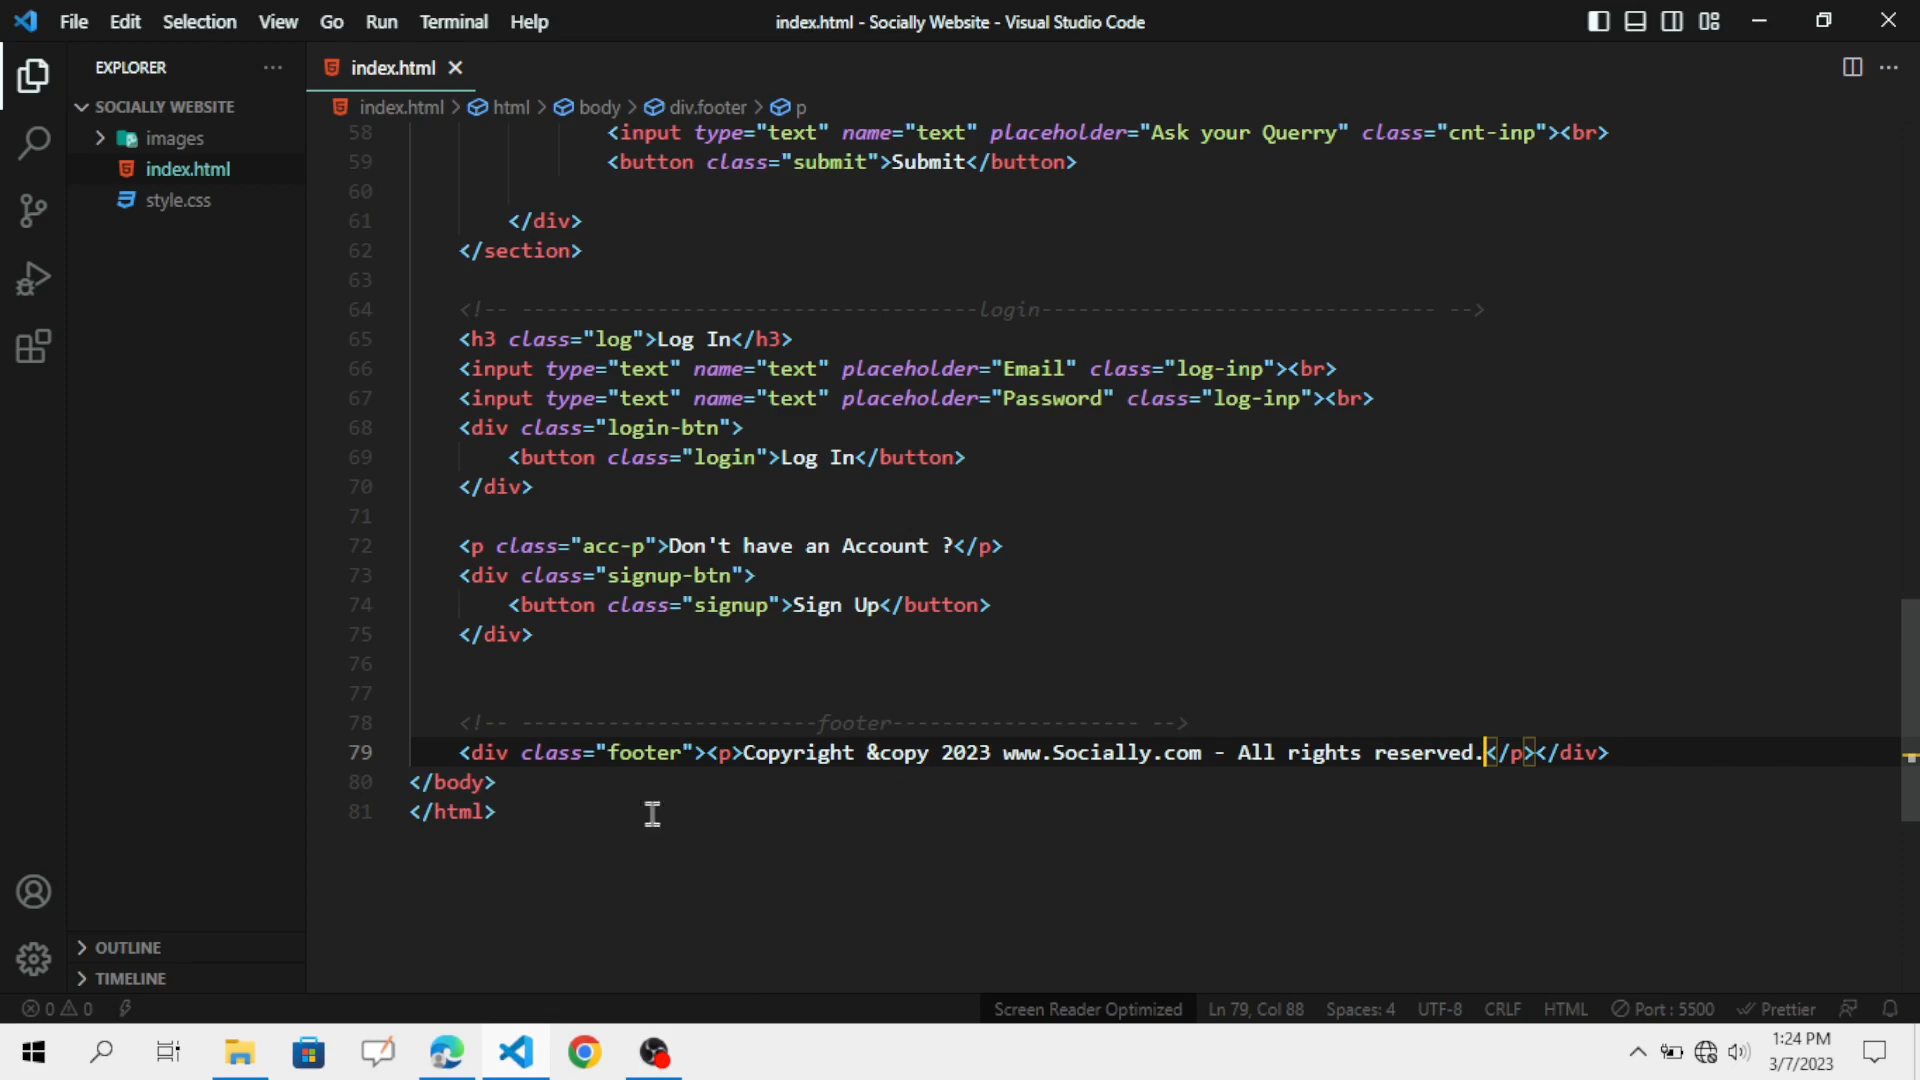 File Edit Selection View Go Run Terminal Help
index.html - Socially Website - Visual Studio Code
EXPLORER
SOCIALLY WEBSITE
images
index.html
style.css
OUTLINE
TIMELINE
index.html
index.html > html > body > div.footer > p
58 <input type="text" name="text" placeholder="Ask your Querry" class="cnt-inp"><br>
59 <button class="submit">Submit</button>
60
61 </div>
62 </section>
63
64 <!-- -------------------------------------login-------------------------------- -->
65 <h3 class="log">Log In</h3>
66 <input type="text" name="text" placeholder="Email" class="log-inp"><br>
67 <input type="text" name="text" placeholder="Password" class="log-inp"><br>
68 <div class="login-btn">
69 <button class="login">Log In</button>
70 </div>
71
72 <p class="acc-p">Don't have an Account ?</p>
73 <div class="signup-btn">
74 <button class="signup">Sign Up</button>
75 </div>
76
77
78 <!-- ------------------------footer-------------------- -->
79 <div class="footer"><p>Copyright &copy 2023 www.Socially.com - All rights reserved.</p></div>
80 </body>
81 </html>
0 0
Screen Reader Optimized Ln 79, Col 88 Spaces: 4 UTF-8 CRLF HTML Port : 5500 Prettier
1:24 PM
3/7/2023